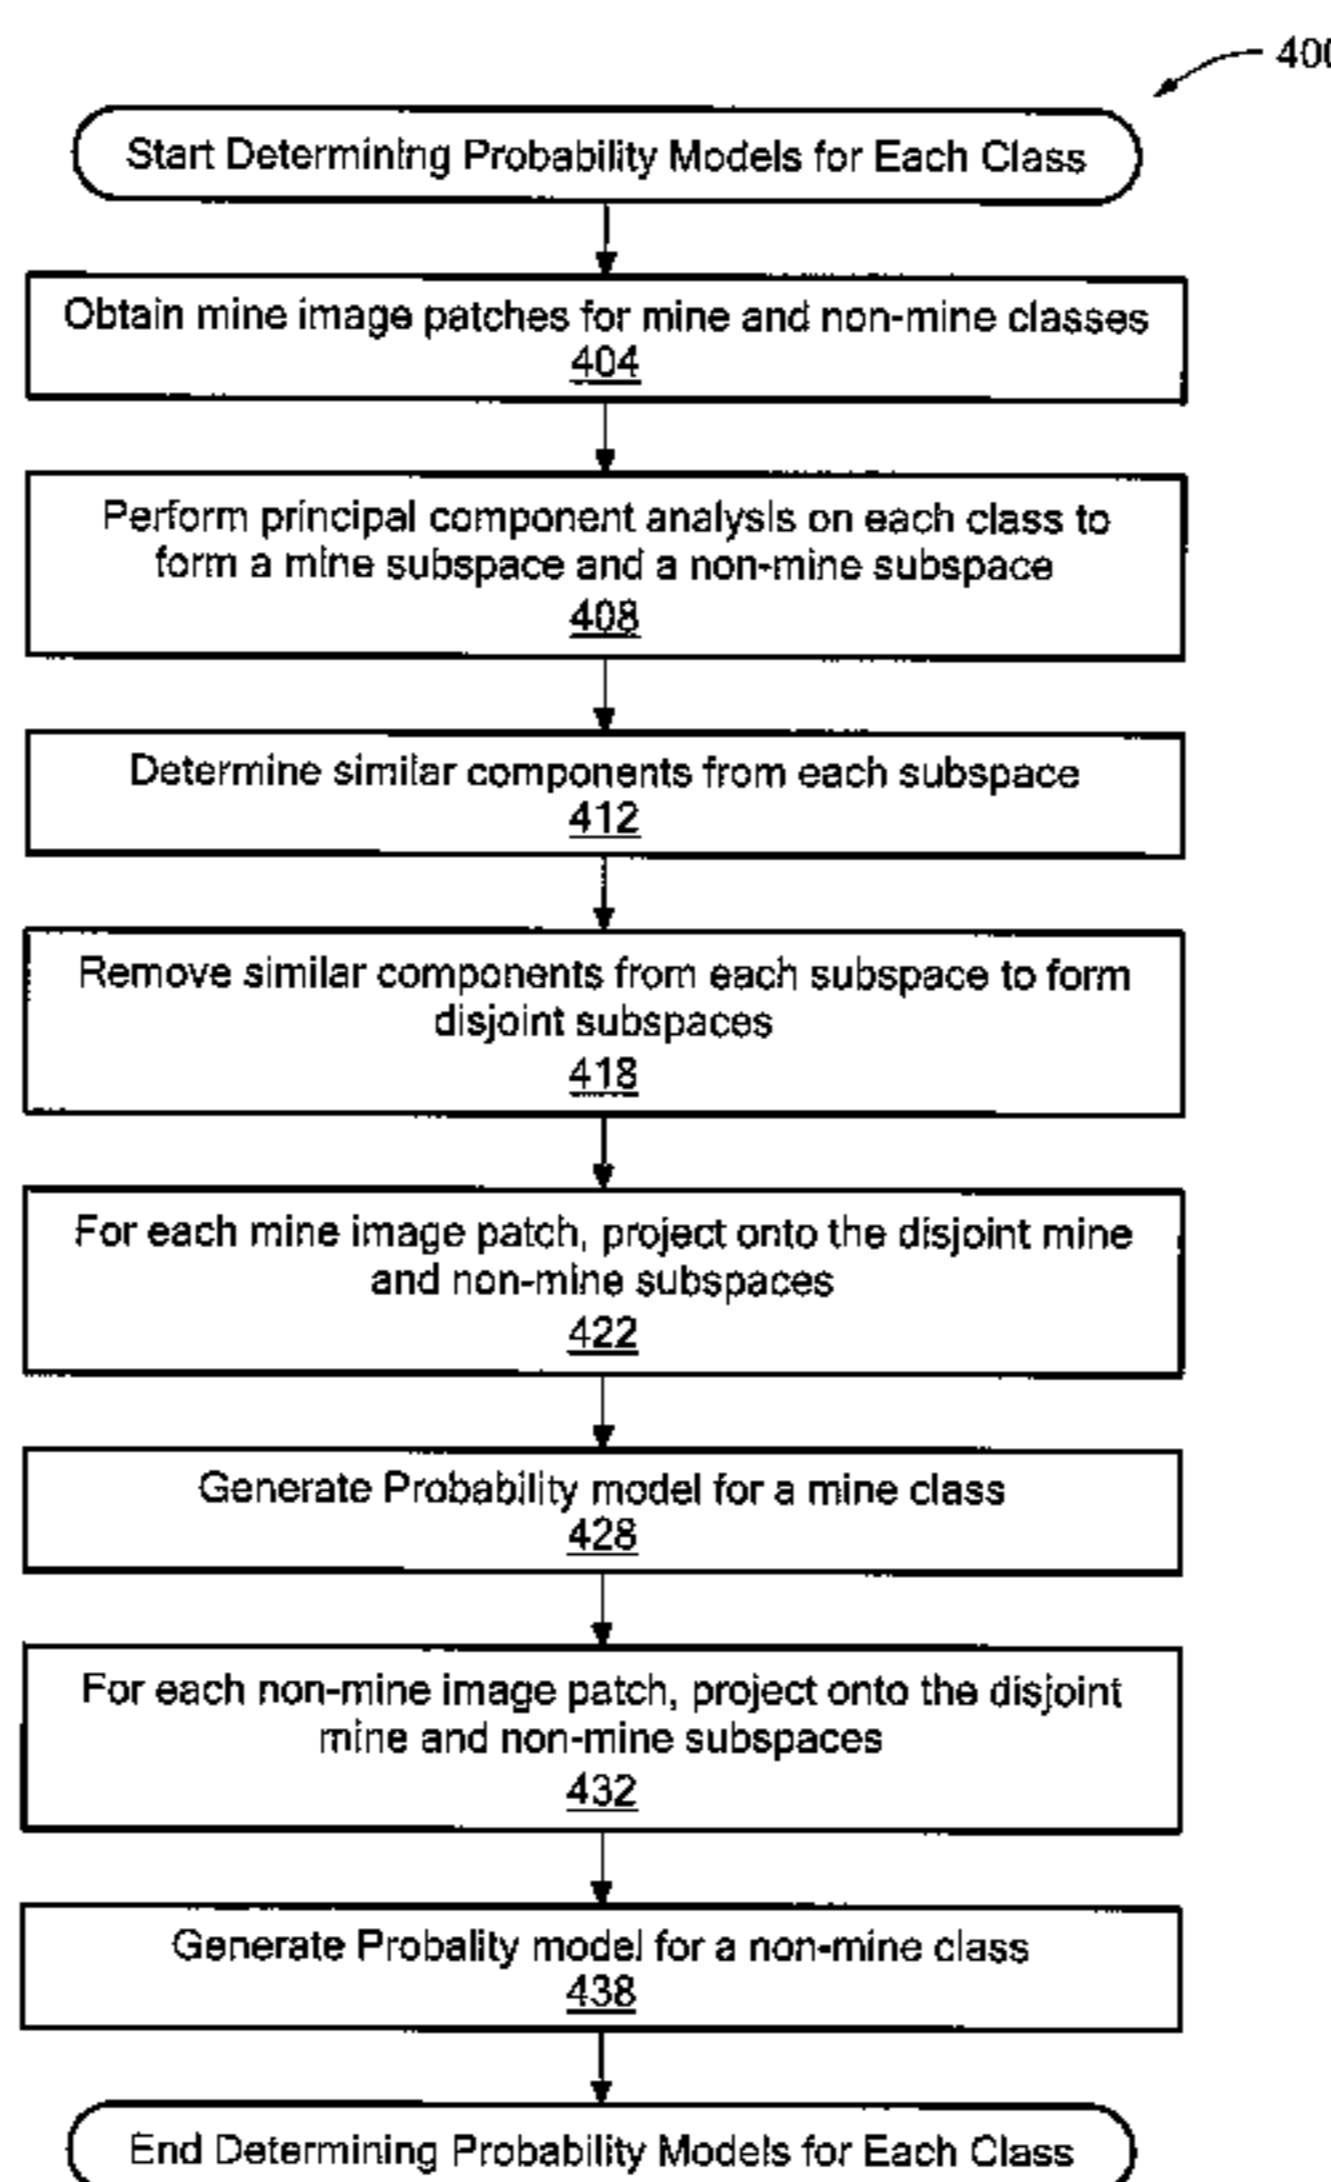 400
Start Determining Probability Models for Each Class
Obtain mine image patches for mine and non-mine classes
404
Perform principal component analysis on each class to
form a mine subspace and a non-mine subspace
408
Determine similar components from each subspace
412
Remove similar components from each subspace to form
disjoint subspaces
418
For each mine image patch, project onto the disjoint mine
and non-mine subspaces
422
Generate Probability model for a mine class
428
For each non-mine image patch, project onto the disjoint
mine and non-mine subspaces
432
Generate Probality model for a non-mine class
438
End Determining Probability Models for Each Class